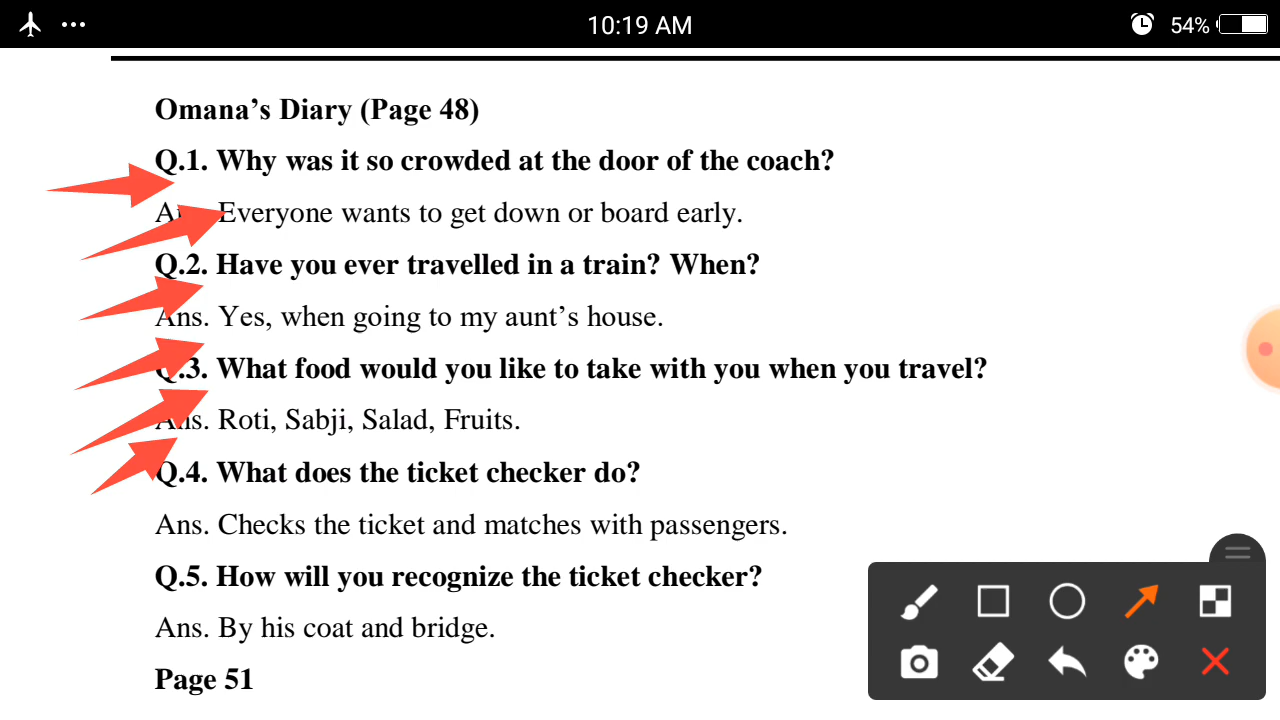 10:19 AM
54%
Omana's Diary (Page 48)
Q.1. Why was it so crowded at the door of the coach?
Ans. Everyone wants to get down or board early.
Q.2. Have you ever travelled in a train? When?
Ans. Yes, when going to my aunt's house.
Q.3. What food would you like to take with you when you travel?
Ans. Roti, Sabji, Salad, Fruits.
Q.4. What does the ticket checker do?
Ans. Checks the ticket and matches with passengers.
Q.5. How will you recognize the ticket checker?
Ans. By his coat and bridge.
Page 51